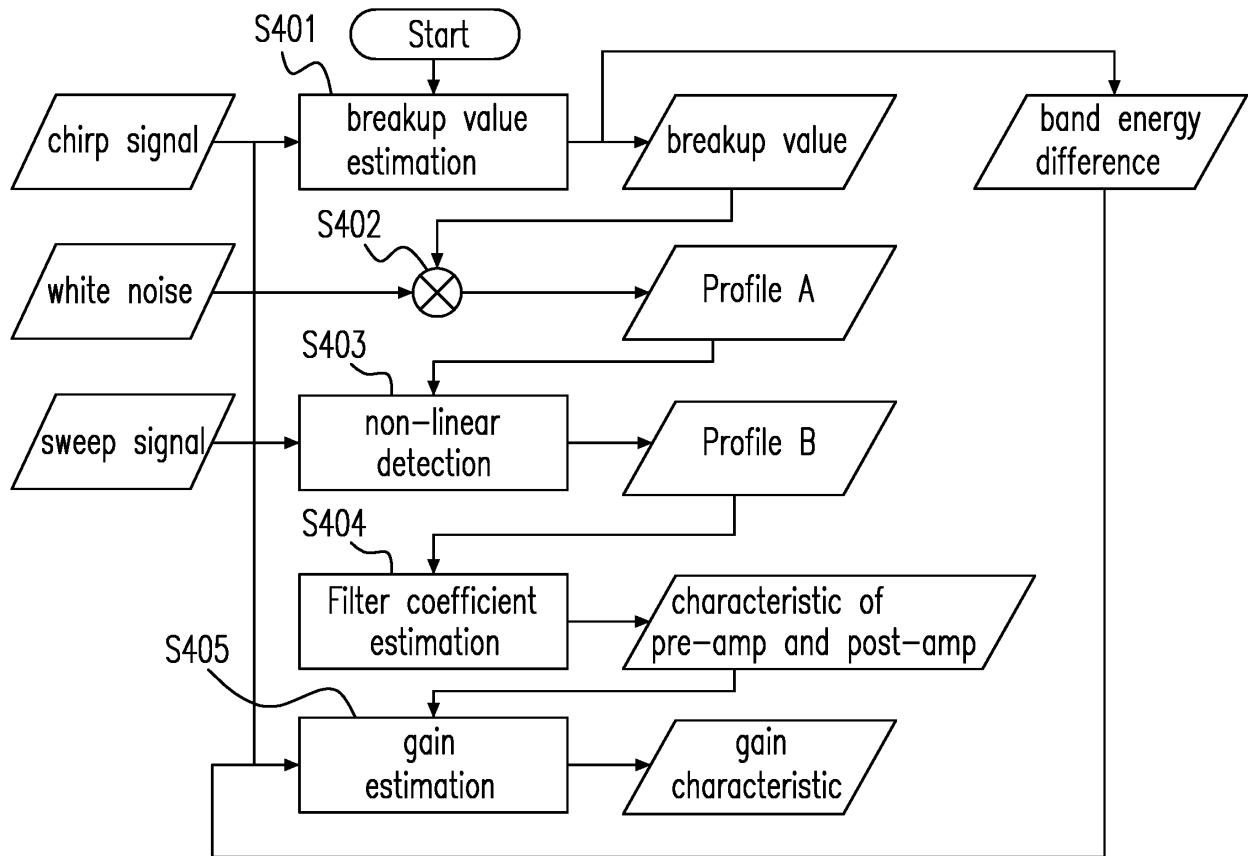 S401
Start
chirp signal
breakup value
estimation
breakup value
band energy
difference
S402
white noise
Profile A
S403
sweep signal
non-linear
detection
Profile B
S404
Filter coefficient
estimation
characteristic of
pre-amp and post-amp
S405
gain
estimation
gain
characteristic